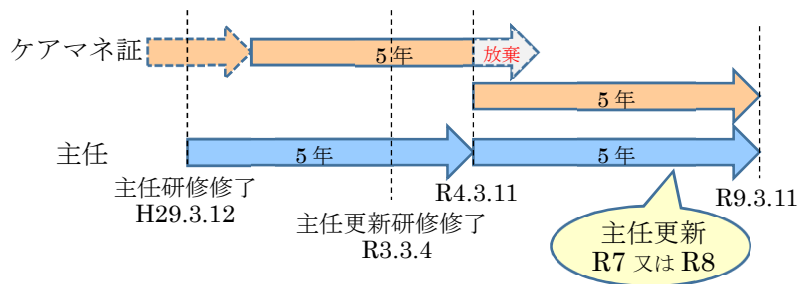 ケアマネ証
5年
放棄
5年
主任
5年
5年
主任研修修了
H29.3.12
主任更新研修修了
R3.3.4
R4.3.11
R9.3.11
主任更新
R7 又は R8